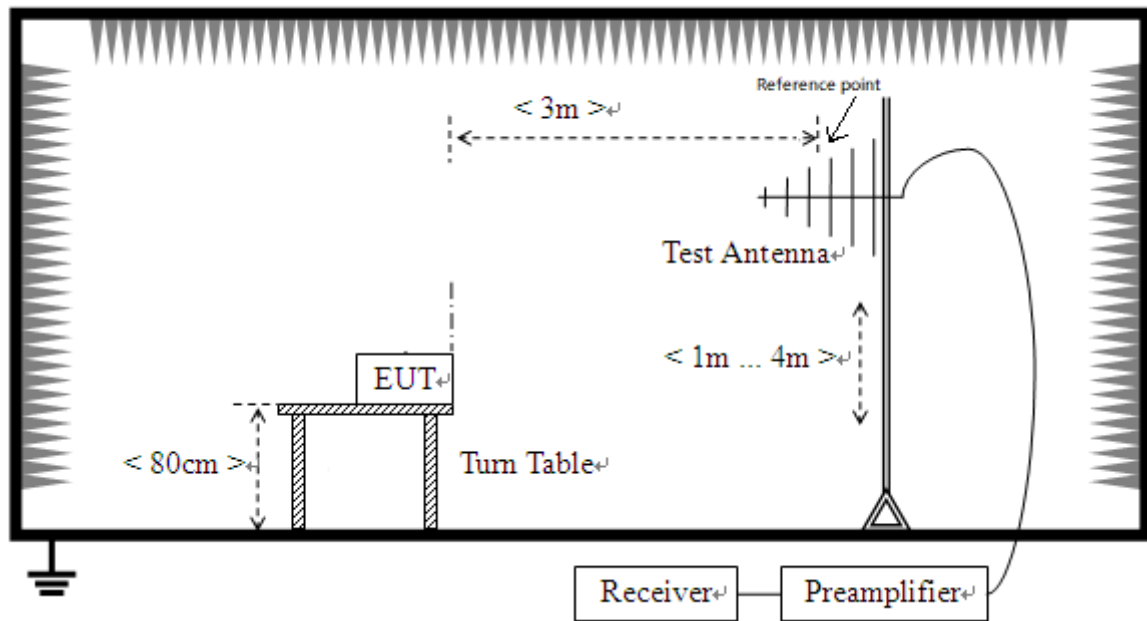 Reference point
< 3m >↵
Test Antenna↵
< 1m ... 4m >↵
EUT↵
< 80cm >↵
Turn Table↵
Receiver↵
Preamplifier↵